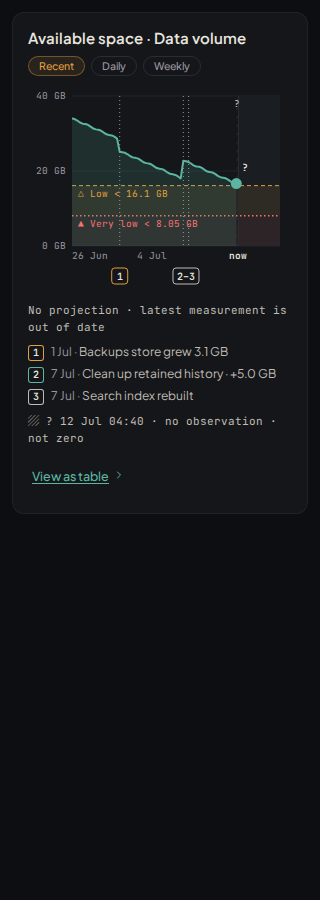 Available space · Data volume
Recent Daily Weekly
40 GB
?
20 GB
?
△ Low < 16.1 GB
▲ Very low < 8.05 GB
0 GB
26 Jun 4 Jul now
1 2–3
No projection · latest measurement is
out of date
1 1 Jul · Backups store grew 3.1 GB
2 7 Jul · Clean up retained history · +5.0 GB
3 7 Jul · Search index rebuilt
? 12 Jul 04:40 · no observation ·
not zero
View as table ›